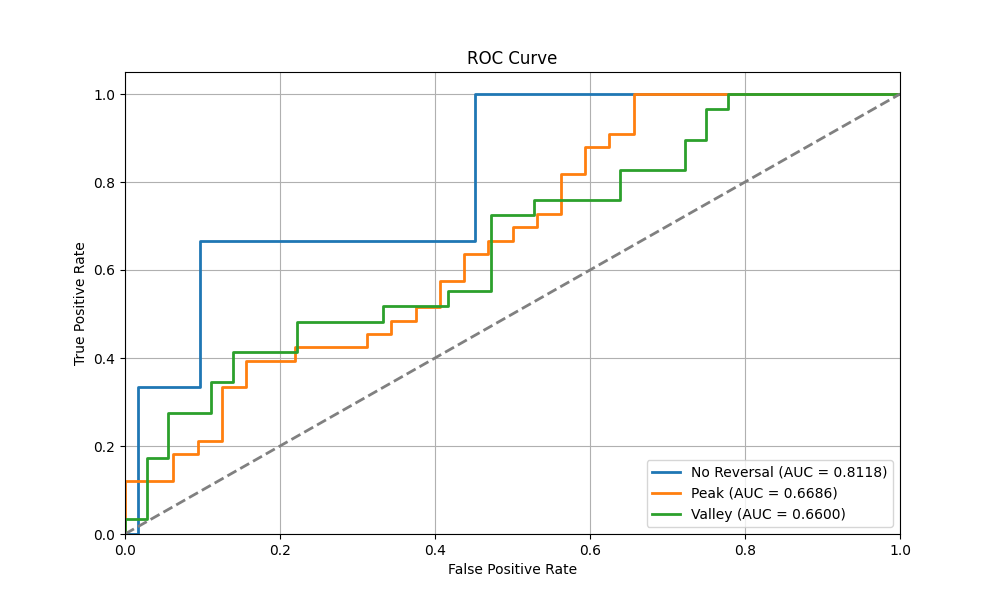 ROC Curve
True Positive Rate
1.0
0.8
0.6
0.4
0.2
0.0
No Reversal (AUC = 0.8118)
Peak (AUC = 0.6686)
Valley (AUC = 0.6600)
0.0 0.2 0.4 0.6 0.8 1.0
False Positive Rate